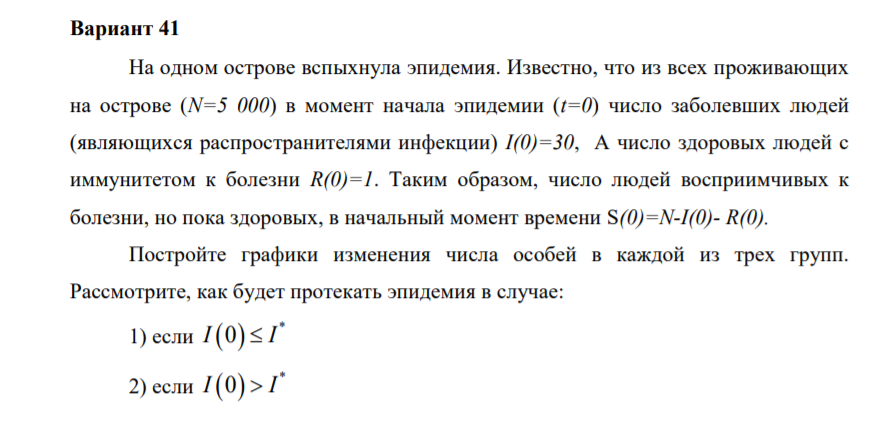 Вариант 41
На одном острове вспыхнула эпидемия. Известно, что из всех проживающих
на острове (N=5 000) в момент начала эпидемии (t=0) число заболевших людей
(являющихся распространителями инфекции) I(0)=30, А число здоровых людей с
иммунитетом к болезни R(0)=1. Таким образом, число людей восприимчивых к
болезни, но пока здоровых, в начальный момент времени S(0)=N-I(0)- R(0).
Постройте графики изменения числа особей в каждой из трех групп.
Рассмотрите, как будет протекать эпидемия в случае:
1) если I(0) ≤ I*
2) если I(0) > I*